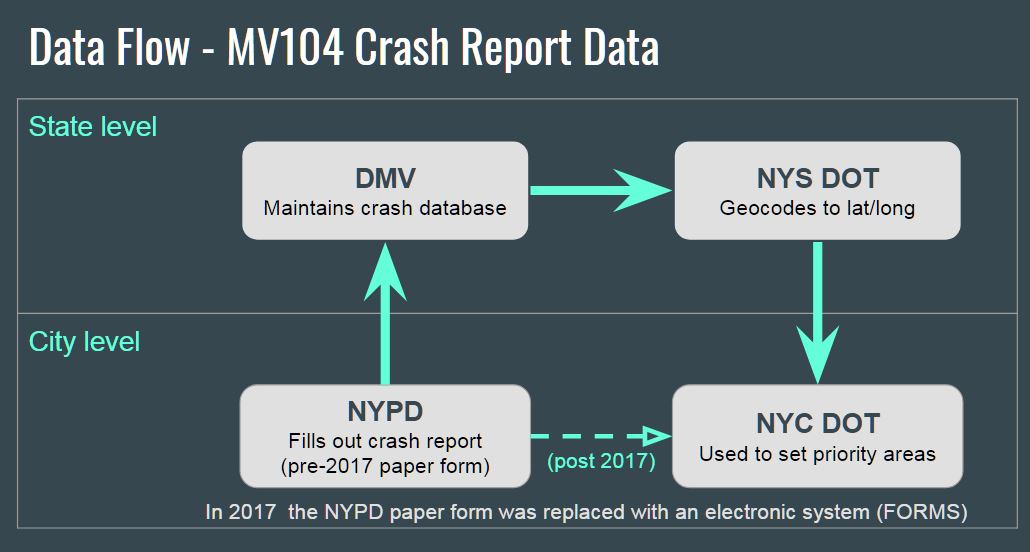 Data Flow - MV104 Crash Report Data
State level
DMV
Maintains crash database
NYS DOT
Geocodes to lat/long
City level
NYPD
Fills out crash report
(pre-2017 paper form)
(post 2017)
NYC DOT
Used to set priority areas
In 2017  the NYPD paper form was replaced with an electronic system (FORMS)